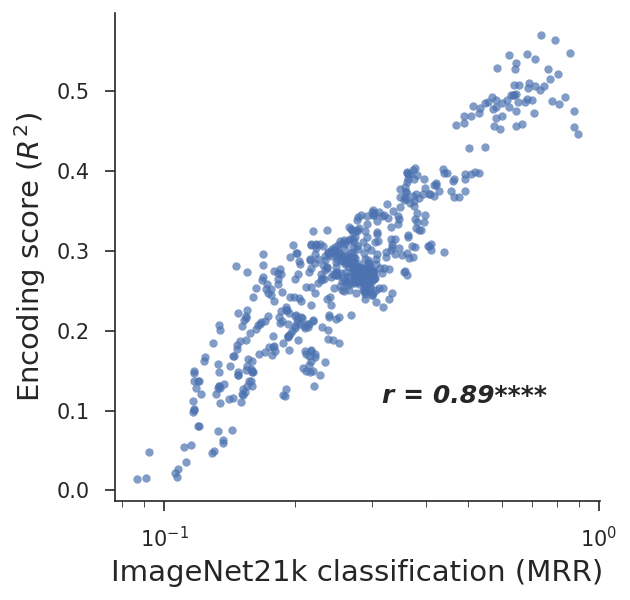 0.5
0.4
0.3
0.2
0.1
0.0
Encoding score (R²)
r = 0.89****
10⁻¹
10⁰
ImageNet21k classification (MRR)